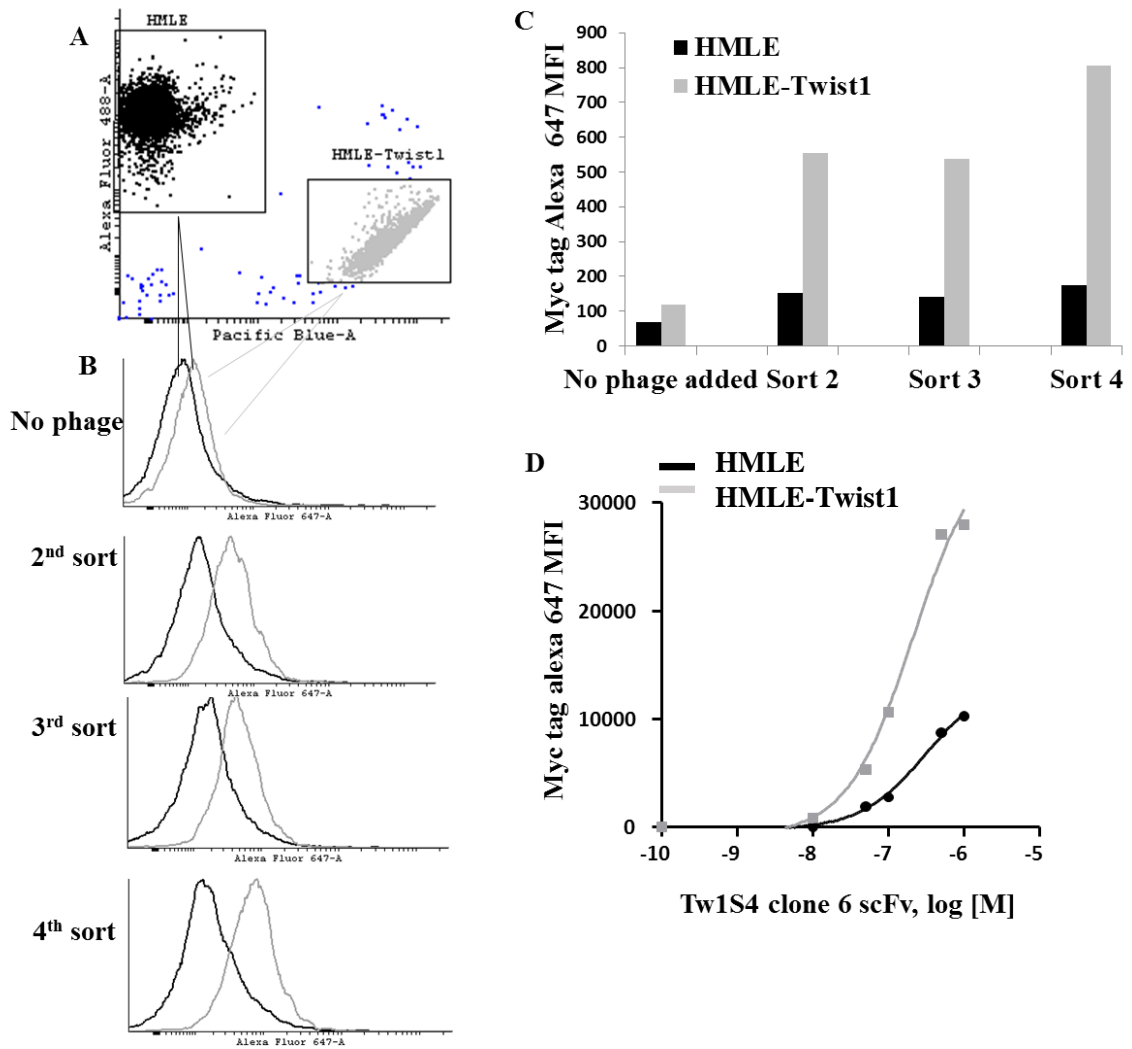 A
HMLE
Alexa Fluor 488-A
HMLE-Twist1
Pacific Blue-A
B
No phage
Alexa Fluor 647-A
2nd sort
Alexa Fluor 647-A
3rd sort
Alexa Fluor 647-A
4th sort
Alexa Fluor 647-A
C
Myc tag Alexa 647 MFI
900
800
700
600
500
400
300
200
100
0
HMLE
HMLE-Twist1
No phage added Sort 2 Sort 3 Sort 4
D
HMLE
HMLE-Twist1
Myc tag alexa 647 MFI
30000
20000
10000
0
-10 -9 -8 -7 -6 -5
Tw1S4 clone 6 scFv, log [M]